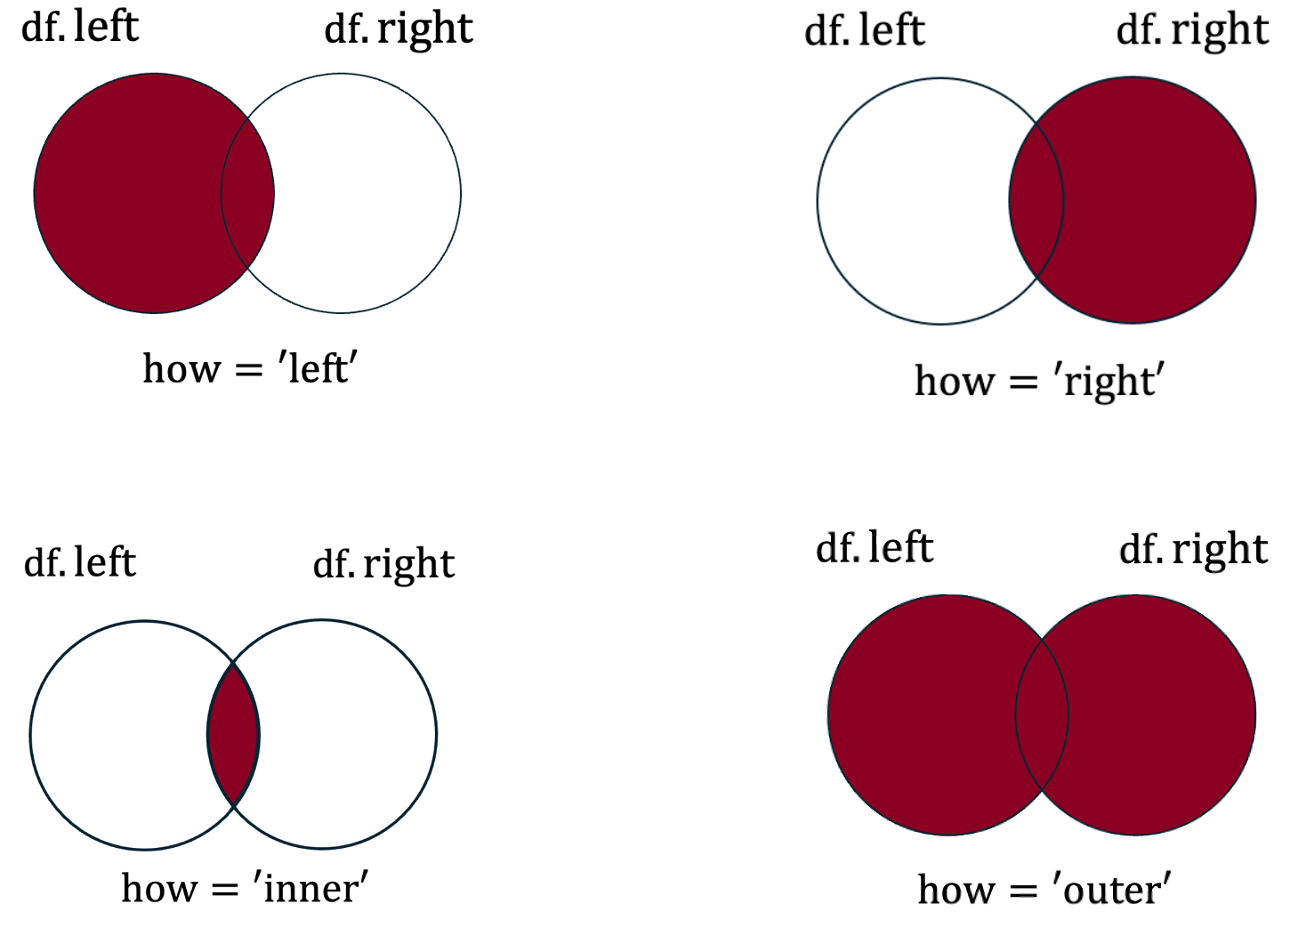 df. left
df. right
how = ′left′
df. left
df. right
how = ′right′
df. left
df. right
how = ′inner′
df. left
df. right
how = ′outer′